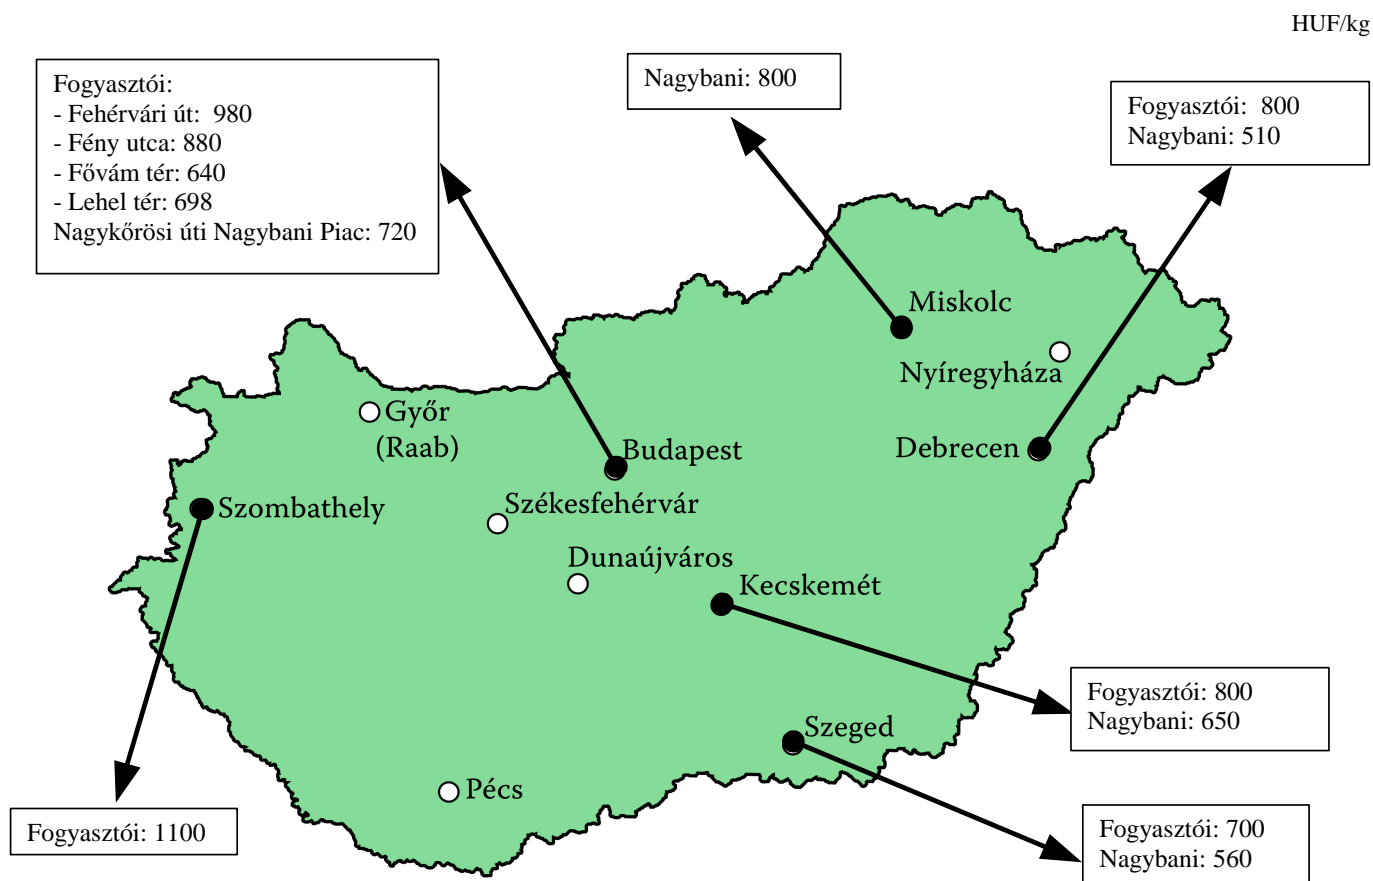 HUF/kg
Fogyasztói:
- Fehérvári út:  980
- Fény utca: 880
- Fővám tér: 640
- Lehel tér: 698
Nagykőrösi úti Nagybani Piac: 720
Nagybani: 800
Fogyasztói:  800
Nagybani: 510
Miskolc
Nyíregyháza
Győr
(Raab)
Budapest
Debrecen
Szombathely
Székesfehérvár
Dunaújváros
Kecskemét
Fogyasztói: 800
Nagybani: 650
Szeged
Pécs
Fogyasztói: 1100
Fogyasztói: 700
Nagybani: 560